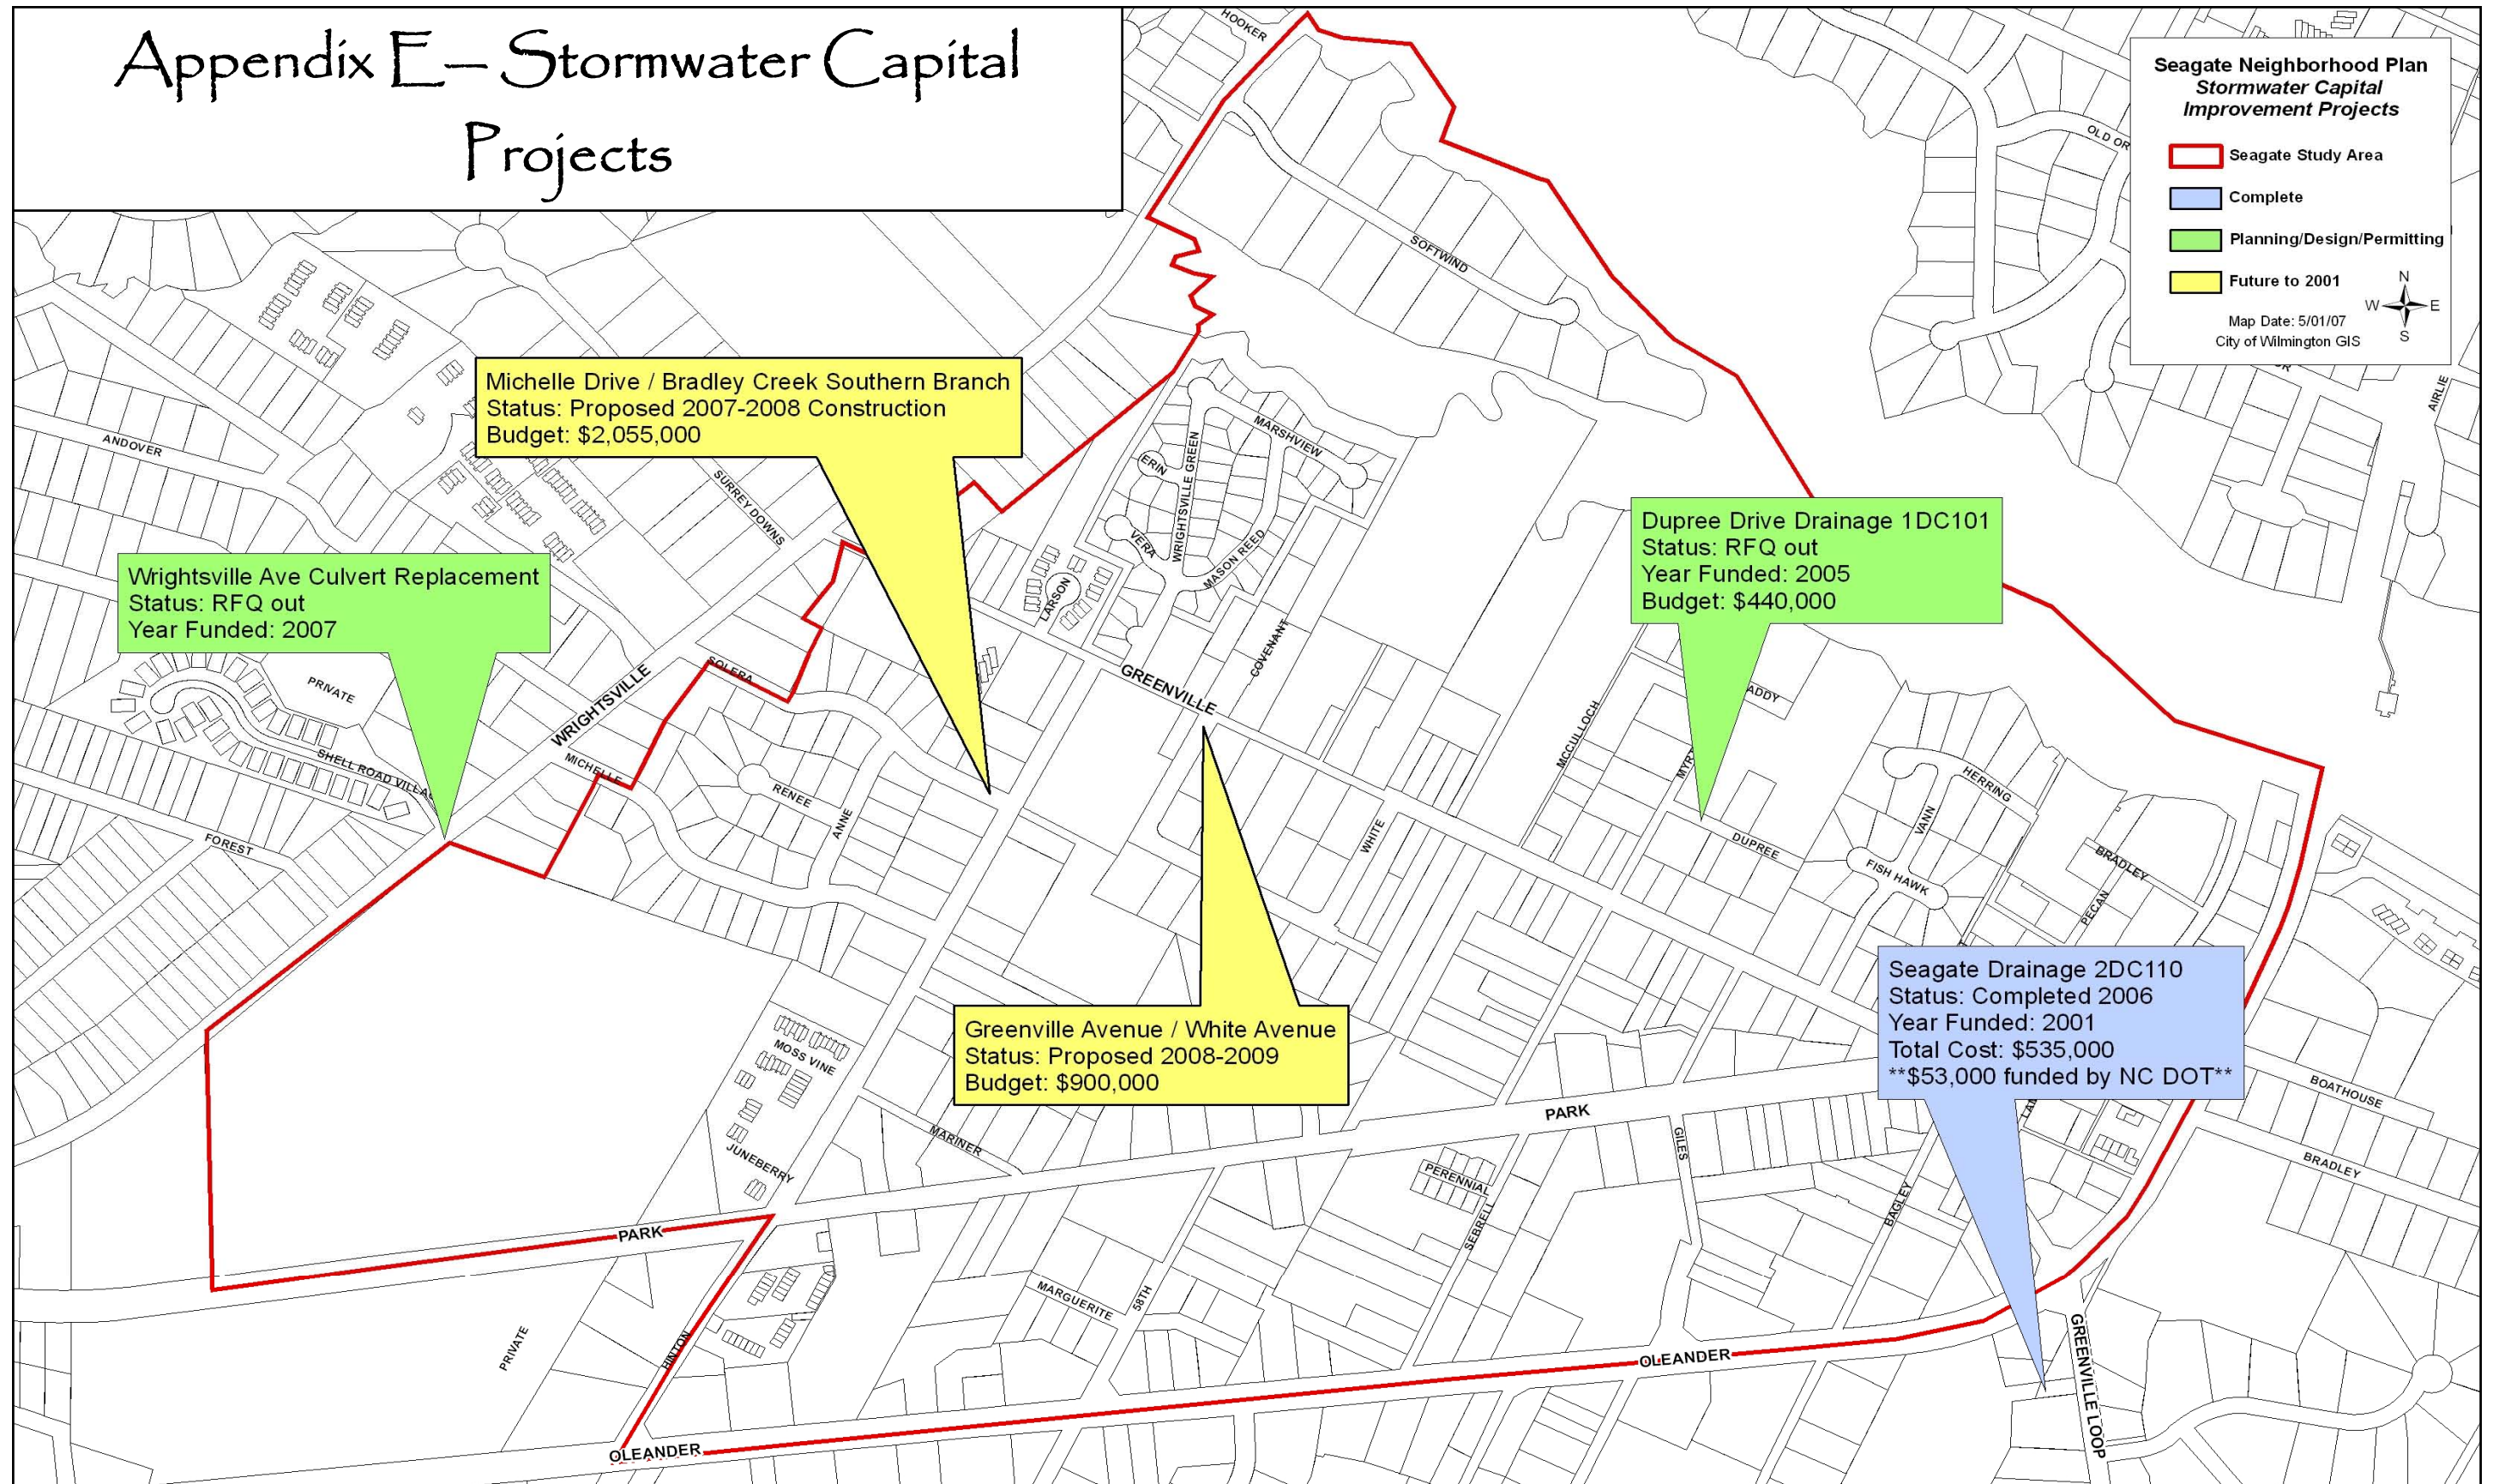 Appendix E— Stormwater Capital
Projects
Seagate Neighborhood Plan
Stormwater Capital
Improvement Projects
Seagate Study Area
Complete
Planning/Design/Permitting
Future to 2001
N
W E
S
Map Date: 5/01/07
City of Wilmington GIS
HOOKER
OLD OR
AIRLIE
SOFTWIND
Michelle Drive / Bradley Creek Southern Branch
Status: Proposed 2007-2008 Construction
Budget: $2,055,000
ANDOVER
SURREY DOWNS
MARSHVIEW
ERIN
WRIGHTSVILLE GREEN
VERA
MASON REED
LARSON
COVENANT
GREENVILLE
Dupree Drive Drainage 1DC101
Status: RFQ out
Year Funded: 2005
Budget: $440,000
Wrightsville Ave Culvert Replacement
Status: RFQ out
Year Funded: 2007
PRIVATE
SHELL ROAD VILLA
WRIGHTSVILLE
SOLERA
MICHELLE
RENEE
ANNE
FOREST
MCCULLOCH
ADDY
MYR
WHITE
DUPREE
HERRING
VANN
FISH HAWK
BRADLEY
PECAN
Seagate Drainage 2DC110
Status: Completed 2006
Year Funded: 2001
Total Cost: $535,000
**$53,000 funded by NC DOT**
Greenville Avenue / White Avenue
Status: Proposed 2008-2009
Budget: $900,000
MOSS VINE
JUNEBERRY
MARINER
PARK
PARK
GILES
PERENNIAL
SEBRELL
BAGLEY
LAN
BOATHOUSE
BRADLEY
MARGUERITE
58TH
HINTON
PRIVATE
OLEANDER
OLEANDER
GREENVILLE LOOP